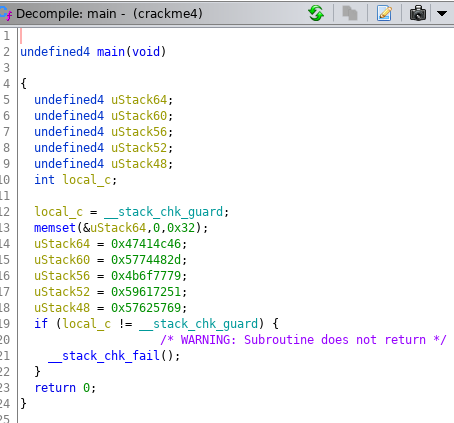 Decompile: main - (crackme4)
1
2 undefined4 main(void)
3
4 {
5 undefined4 uStack64;
6 undefined4 uStack60;
7 undefined4 uStack56;
8 undefined4 uStack52;
9 undefined4 uStack48;
10 int local_c;
11
12 local_c = __stack_chk_guard;
13 memset(&uStack64,0,0x32);
14 uStack64 = 0x47414c46;
15 uStack60 = 0x5774482d;
16 uStack56 = 0x4b6f7779;
17 uStack52 = 0x59617251;
18 uStack48 = 0x57625769;
19 if (local_c != __stack_chk_guard) {
20 /* WARNING: Subroutine does not return */
21 __stack_chk_fail();
22 }
23 return 0;
24 }
25